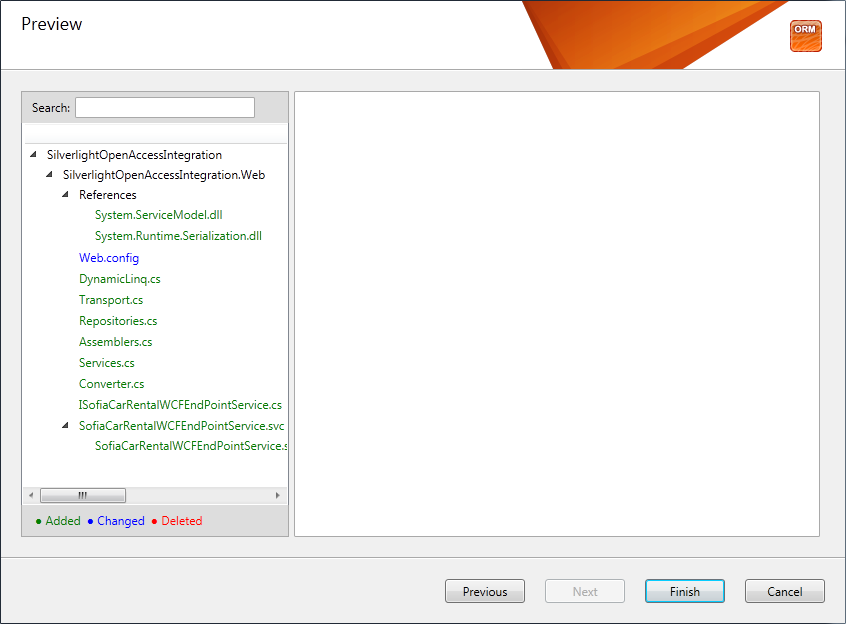 Preview
ORM
Search:
SilverlightOpenAccessIntegration
SilverlightOpenAccessIntegration.Web
References
System.ServiceModel.dll
System.Runtime.Serialization.dll
Web.config
DynamicLinq.cs
Transport.cs
Repositories.cs
Assemblers.cs
Services.cs
Converter.cs
ISofiaCarRentalWCFEndPointService.cs
SofiaCarRentalWCFEndPointService.svc
SofiaCarRentalWCFEndPointService.s
● Added ● Changed ● Deleted
Previous Next Finish Cancel